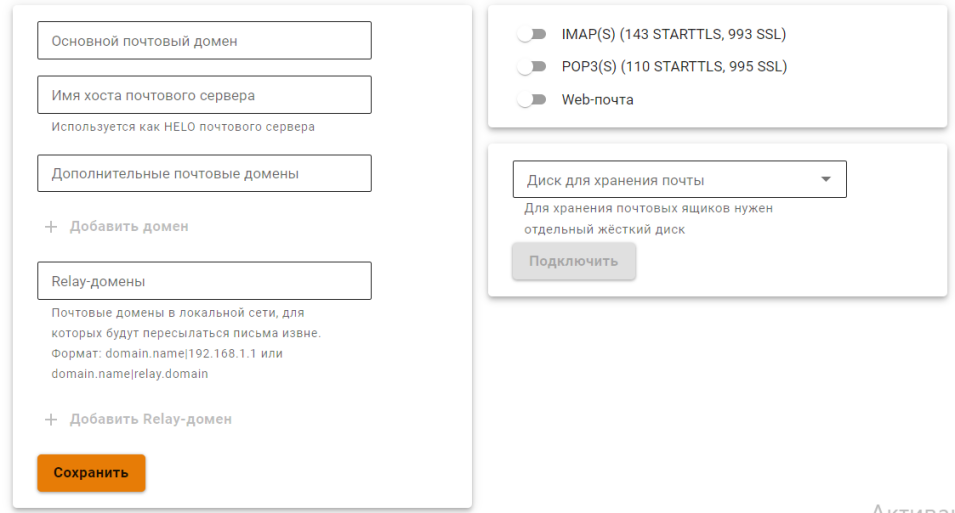 Основной почтовый домен
Имя хоста почтового сервера
Используется как HELO почтового сервера
Дополнительные почтовые домены
+ Добавить домен
Relay-домены
Почтовые домены в локальной сети, для
которых будут пересылаться письма извне.
Формат: domain.name|192.168.1.1 или
domain.name|relay.domain
+ Добавить Relay-домен
Сохранить
IMAP(S) (143 STARTTLS, 993 SSL)
POP3(S) (110 STARTTLS, 995 SSL)
Web-почта
Диск для хранения почты
Для хранения почтовых ящиков нужен
отдельный жёсткий диск
Подключить